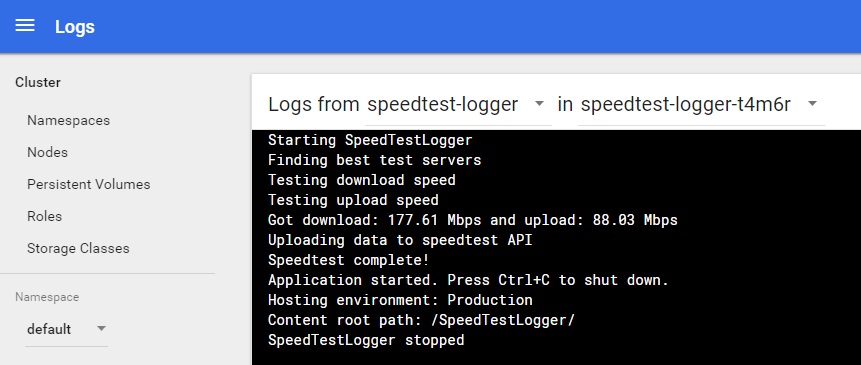 Logs
Cluster
Namespaces
Nodes
Persistent Volumes
Roles
Storage Classes
Namespace
default
Logs from speedtest-logger in speedtest-logger-t4m6r
Starting SpeedTestLogger
Finding best test servers
Testing download speed
Testing upload speed
Got download: 177.61 Mbps and upload: 88.03 Mbps
Uploading data to speedtest API
Speedtest complete!
Application started. Press Ctrl+C to shut down.
Hosting environment: Production
Content root path: /SpeedTestLogger/
SpeedTestLogger stopped